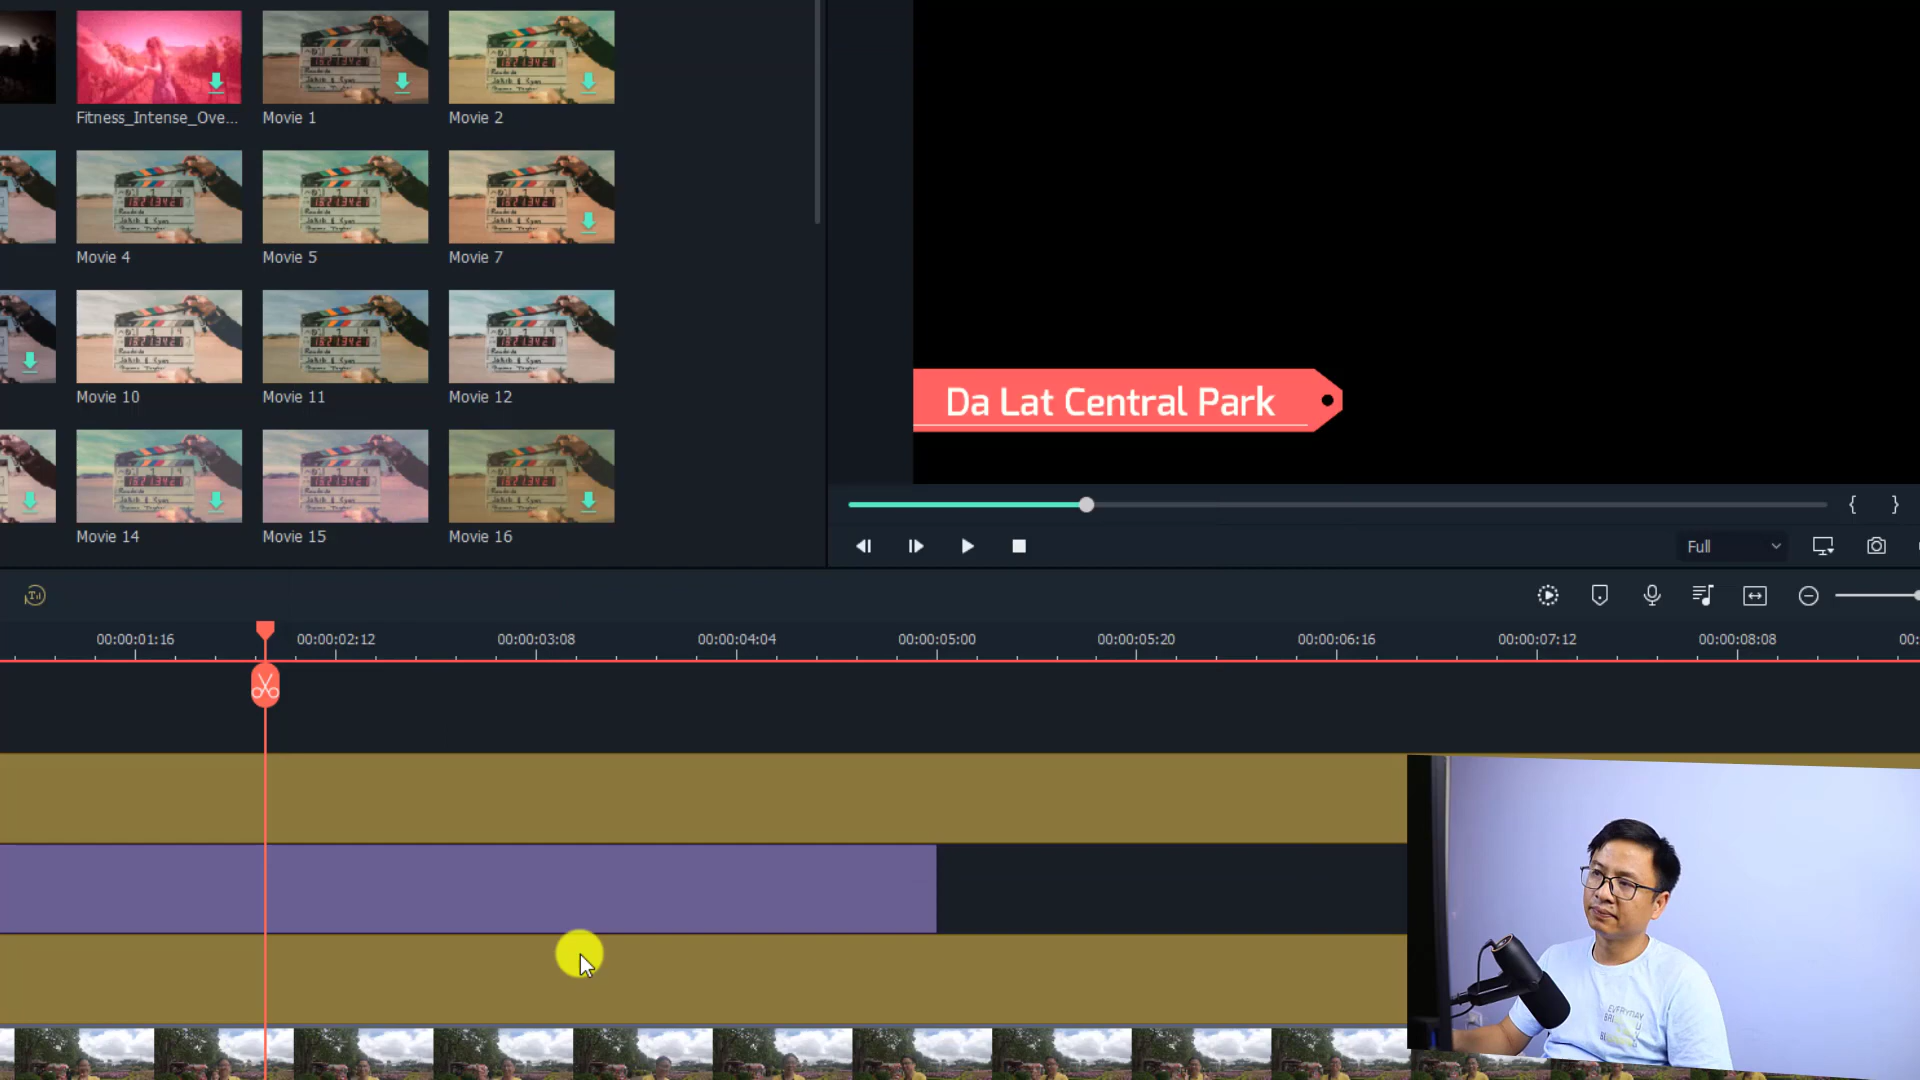 Fitness_Intense_Ove...
Movie 1
Movie 2
Movie 4
Movie 5
Movie 7
Movie 10
Movie 11
Movie 12
Movie 14
Movie 15
Movie 16
Da Lat Central Park
{ }
Full
00:00:01:16
00:00:02:12
00:00:03:08
00:00:04:04
00:00:05:00
00:00:05:20
00:00:06:16
00:00:07:12
00:00:08:08
00:
EVERYDAY